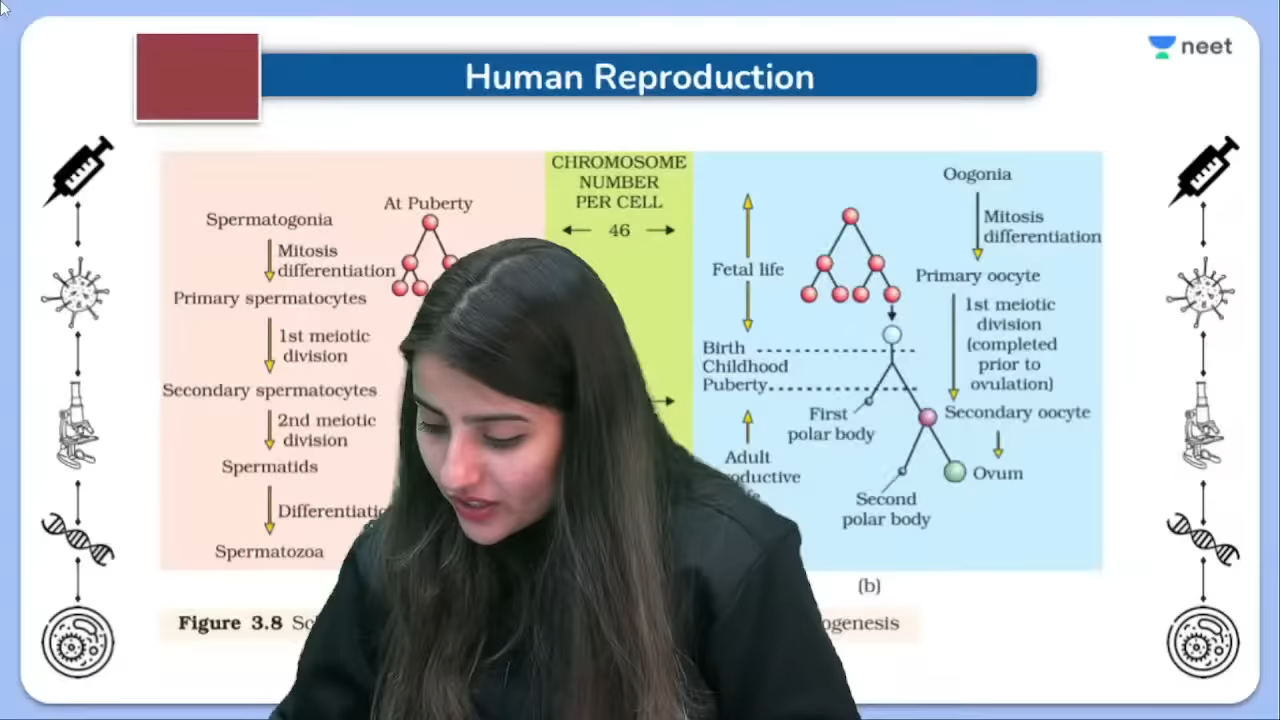 neet
Human Reproduction
Spermatogonia
Mitosis
differentiation
Primary spermatocytes
1st meiotic
division
Secondary spermatocytes
2nd meiotic
division
Spermatids
Spermatozoa
At Puberty
CHROMOSOME
NUMBER
PER CELL
46
Fetal life
Birth
Childhood
Puberty
Adult
First
polar body
Second
polar body
Oogonia
Mitosis
differentiation
Primary oocyte
1st meiotic
division
(completed
prior to
ovulation)
Secondary oocyte
Ovum
(b)
Figure 3.8